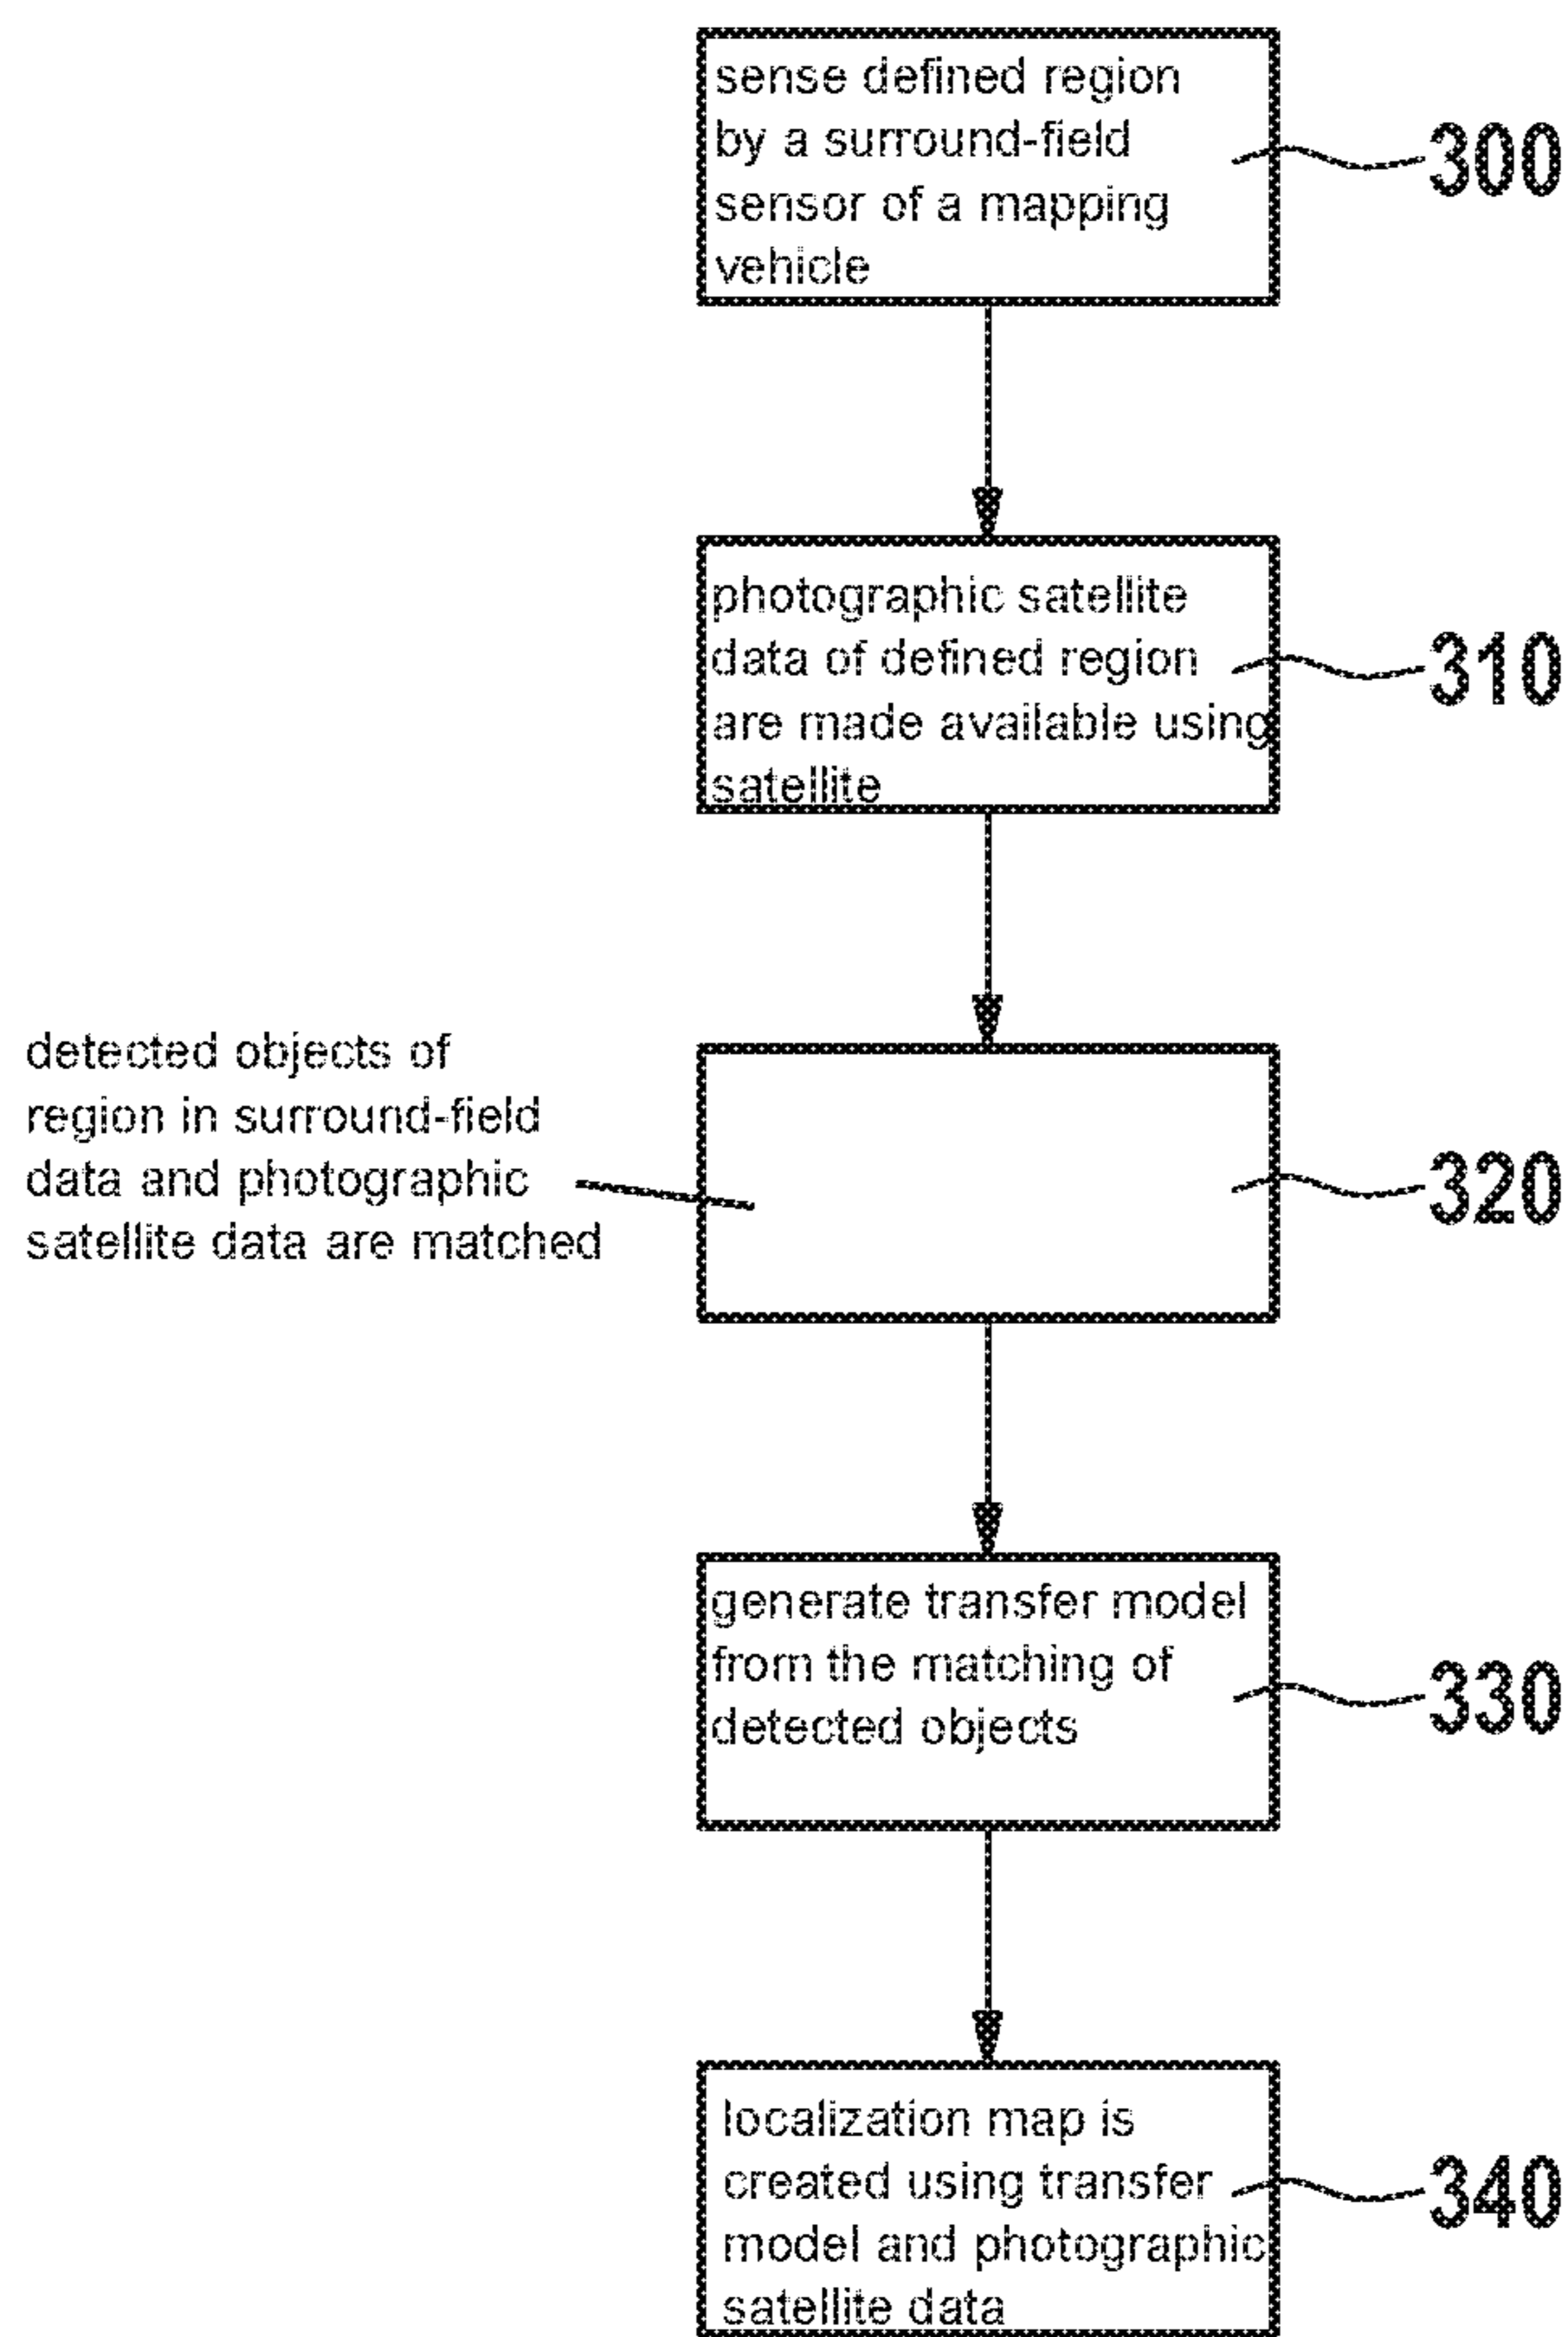 sense defined region
by a surround-field
sensor of a mapping
vehicle
300
photographic satellite
data of defined region
are made available using
satellite
310
detected objects of
region in surround-field
data and photographic
satellite data are matched
320
generate transfer model
from the matching of
detected objects
330
localization map is
created using transfer
model and photographic
satellite data
340